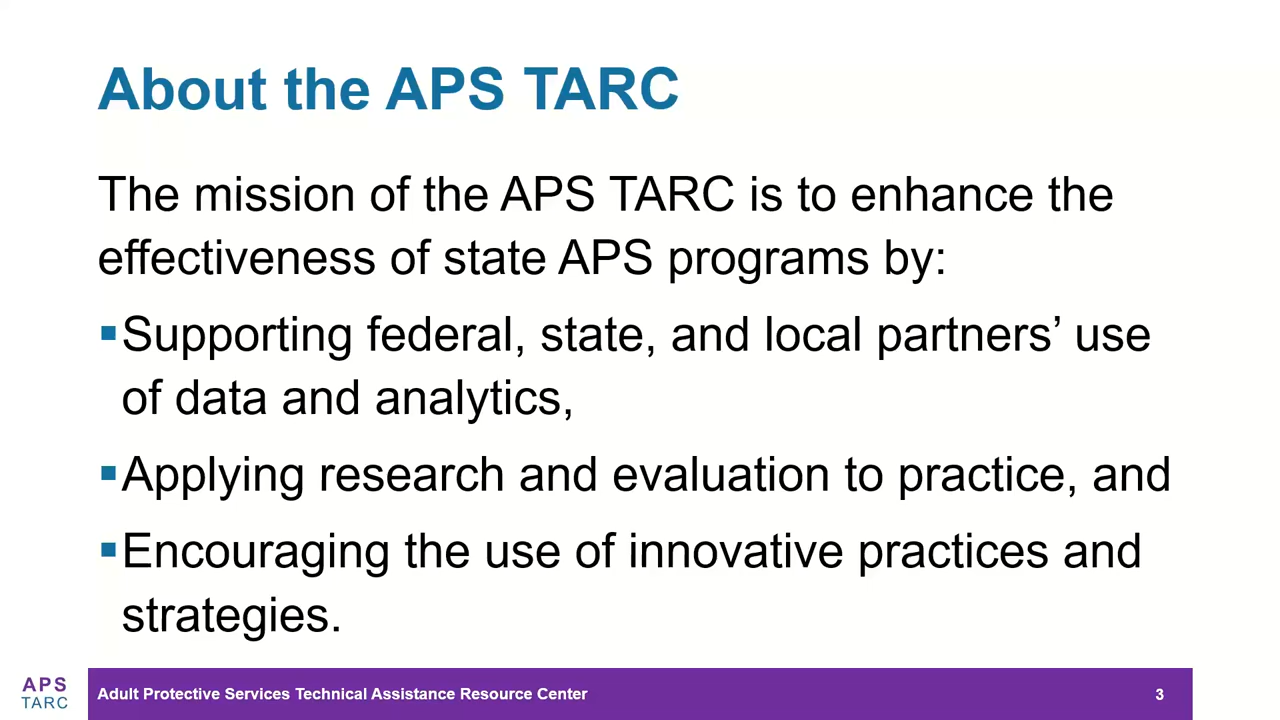 About the APS TARC
The mission of the APS TARC is to enhance the
effectiveness of state APS programs by:
▪Supporting federal, state, and local partners’ use
of data and analytics,
▪Applying research and evaluation to practice, and
▪Encouraging the use of innovative practices and
strategies.
APS
TARC
Adult Protective Services Technical Assistance Resource Center
3